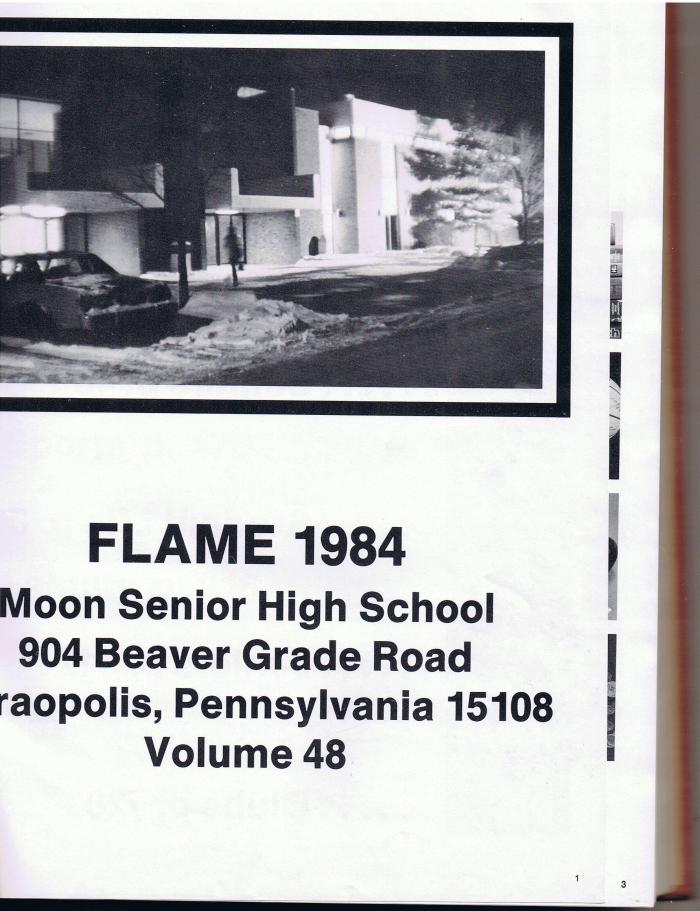 FLAME 1984
Moon Senior High School
904 Beaver Grade Road
raopolis, Pennsylvania 15108
Volume 48
1
3